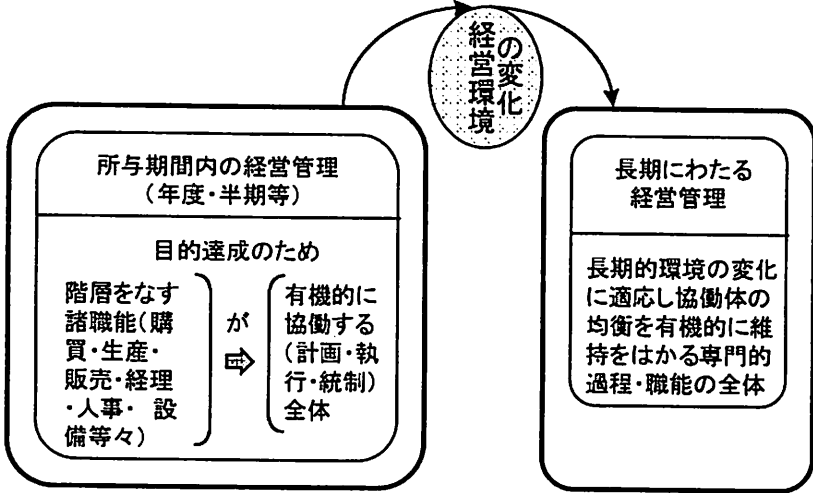 経営環境
の変化
所与期間内の経営管理
（年度・半期等）
目的達成のため
階層をなす
諸職能（購
買・生産・
販売・経理
・人事・ 設
備等々）
が
⇨
有機的に
協働する
（計画・執
行・統制）
全体
長期にわたる
経営管理
長期的環境の変化
に適応し協働体の
均衡を有機的に維
持をはかる専門的
過程・職能の全体